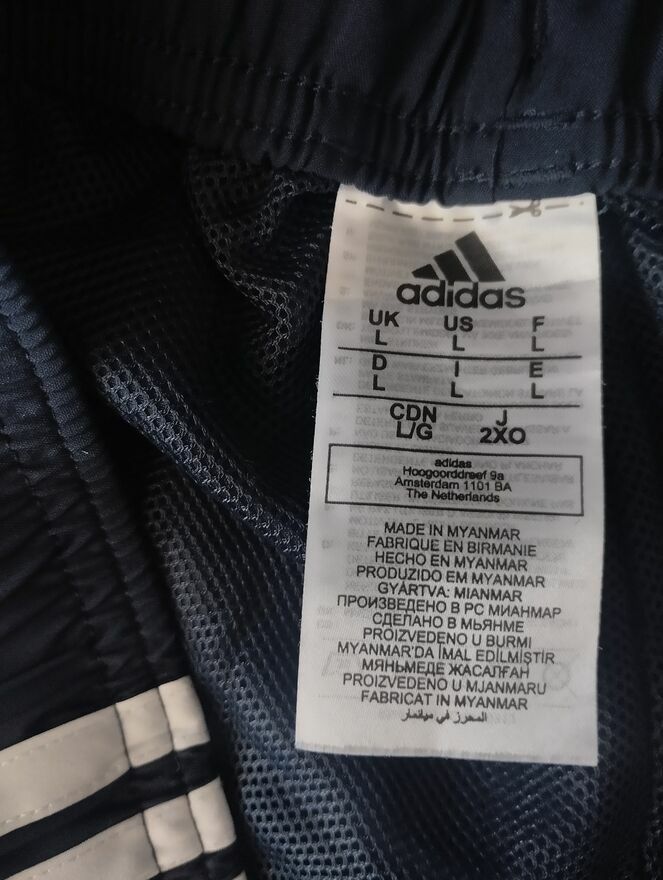 adidas
UK US F
L L L
D I E
L L L
CDN J
L/G 2XO
adidas
Hoogoorddreef 9a
Amsterdam 1101 BA
The Netherlands
MADE IN MYANMAR
FABRIQUE EN BIRMANIE
HECHO EN MYANMAR
PRODUZIDO EM MYANMAR
GYÁRTVA: MIANMAR
ПРОИЗВЕДЕНО В РС МИАНМАР
СДЕЛАНО В МЬЯНМЕ
PROIZVEDENO U BURMI
MYANMAR'DA İMAL EDİLMİŞTİR
МЯНЬМЕДЕ ЖАСАЛҒАН
PROIZVEDENO U MJANMARU
FABRICAT IN MYANMAR
في ميانمار